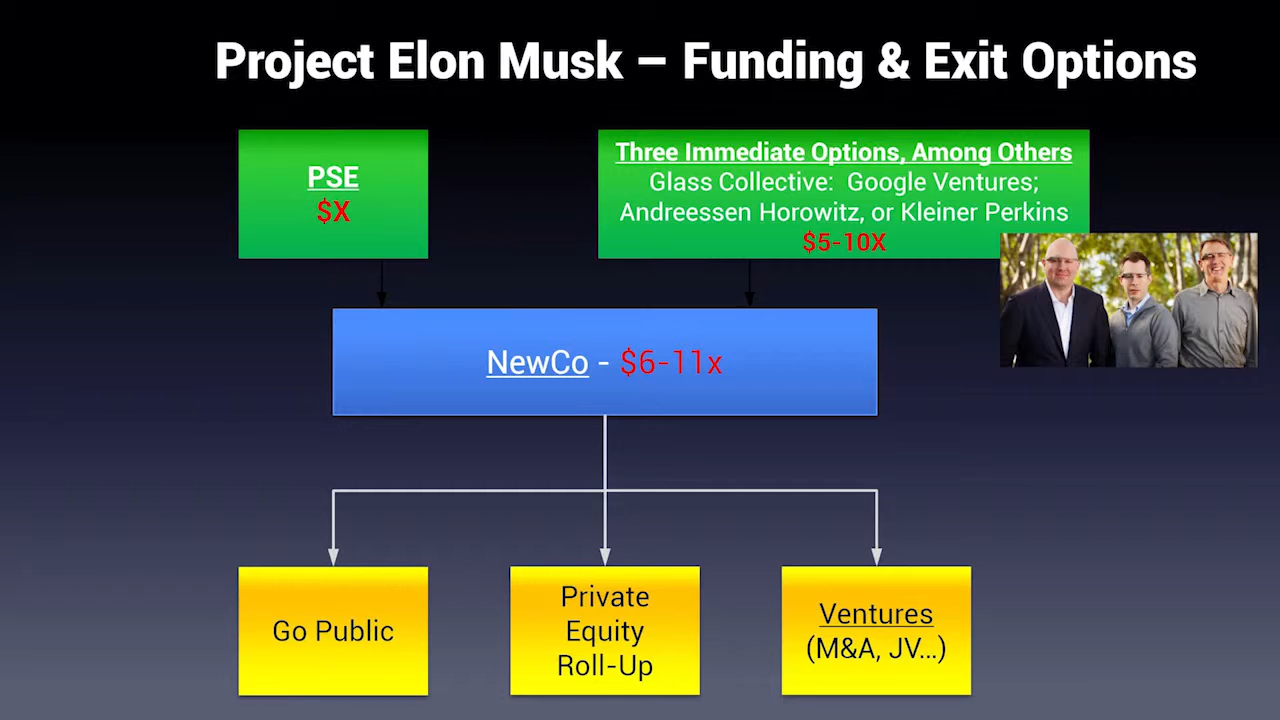 Project Elon Musk – Funding & Exit Options
PSE
$X
Three Immediate Options, Among Others
Glass Collective: Google Ventures;
Andreessen Horowitz, or Kleiner Perkins
$5-10X
NewCo - $6-11x
Go Public
Private
Equity
Roll-Up
Ventures
(M&A, JV...)